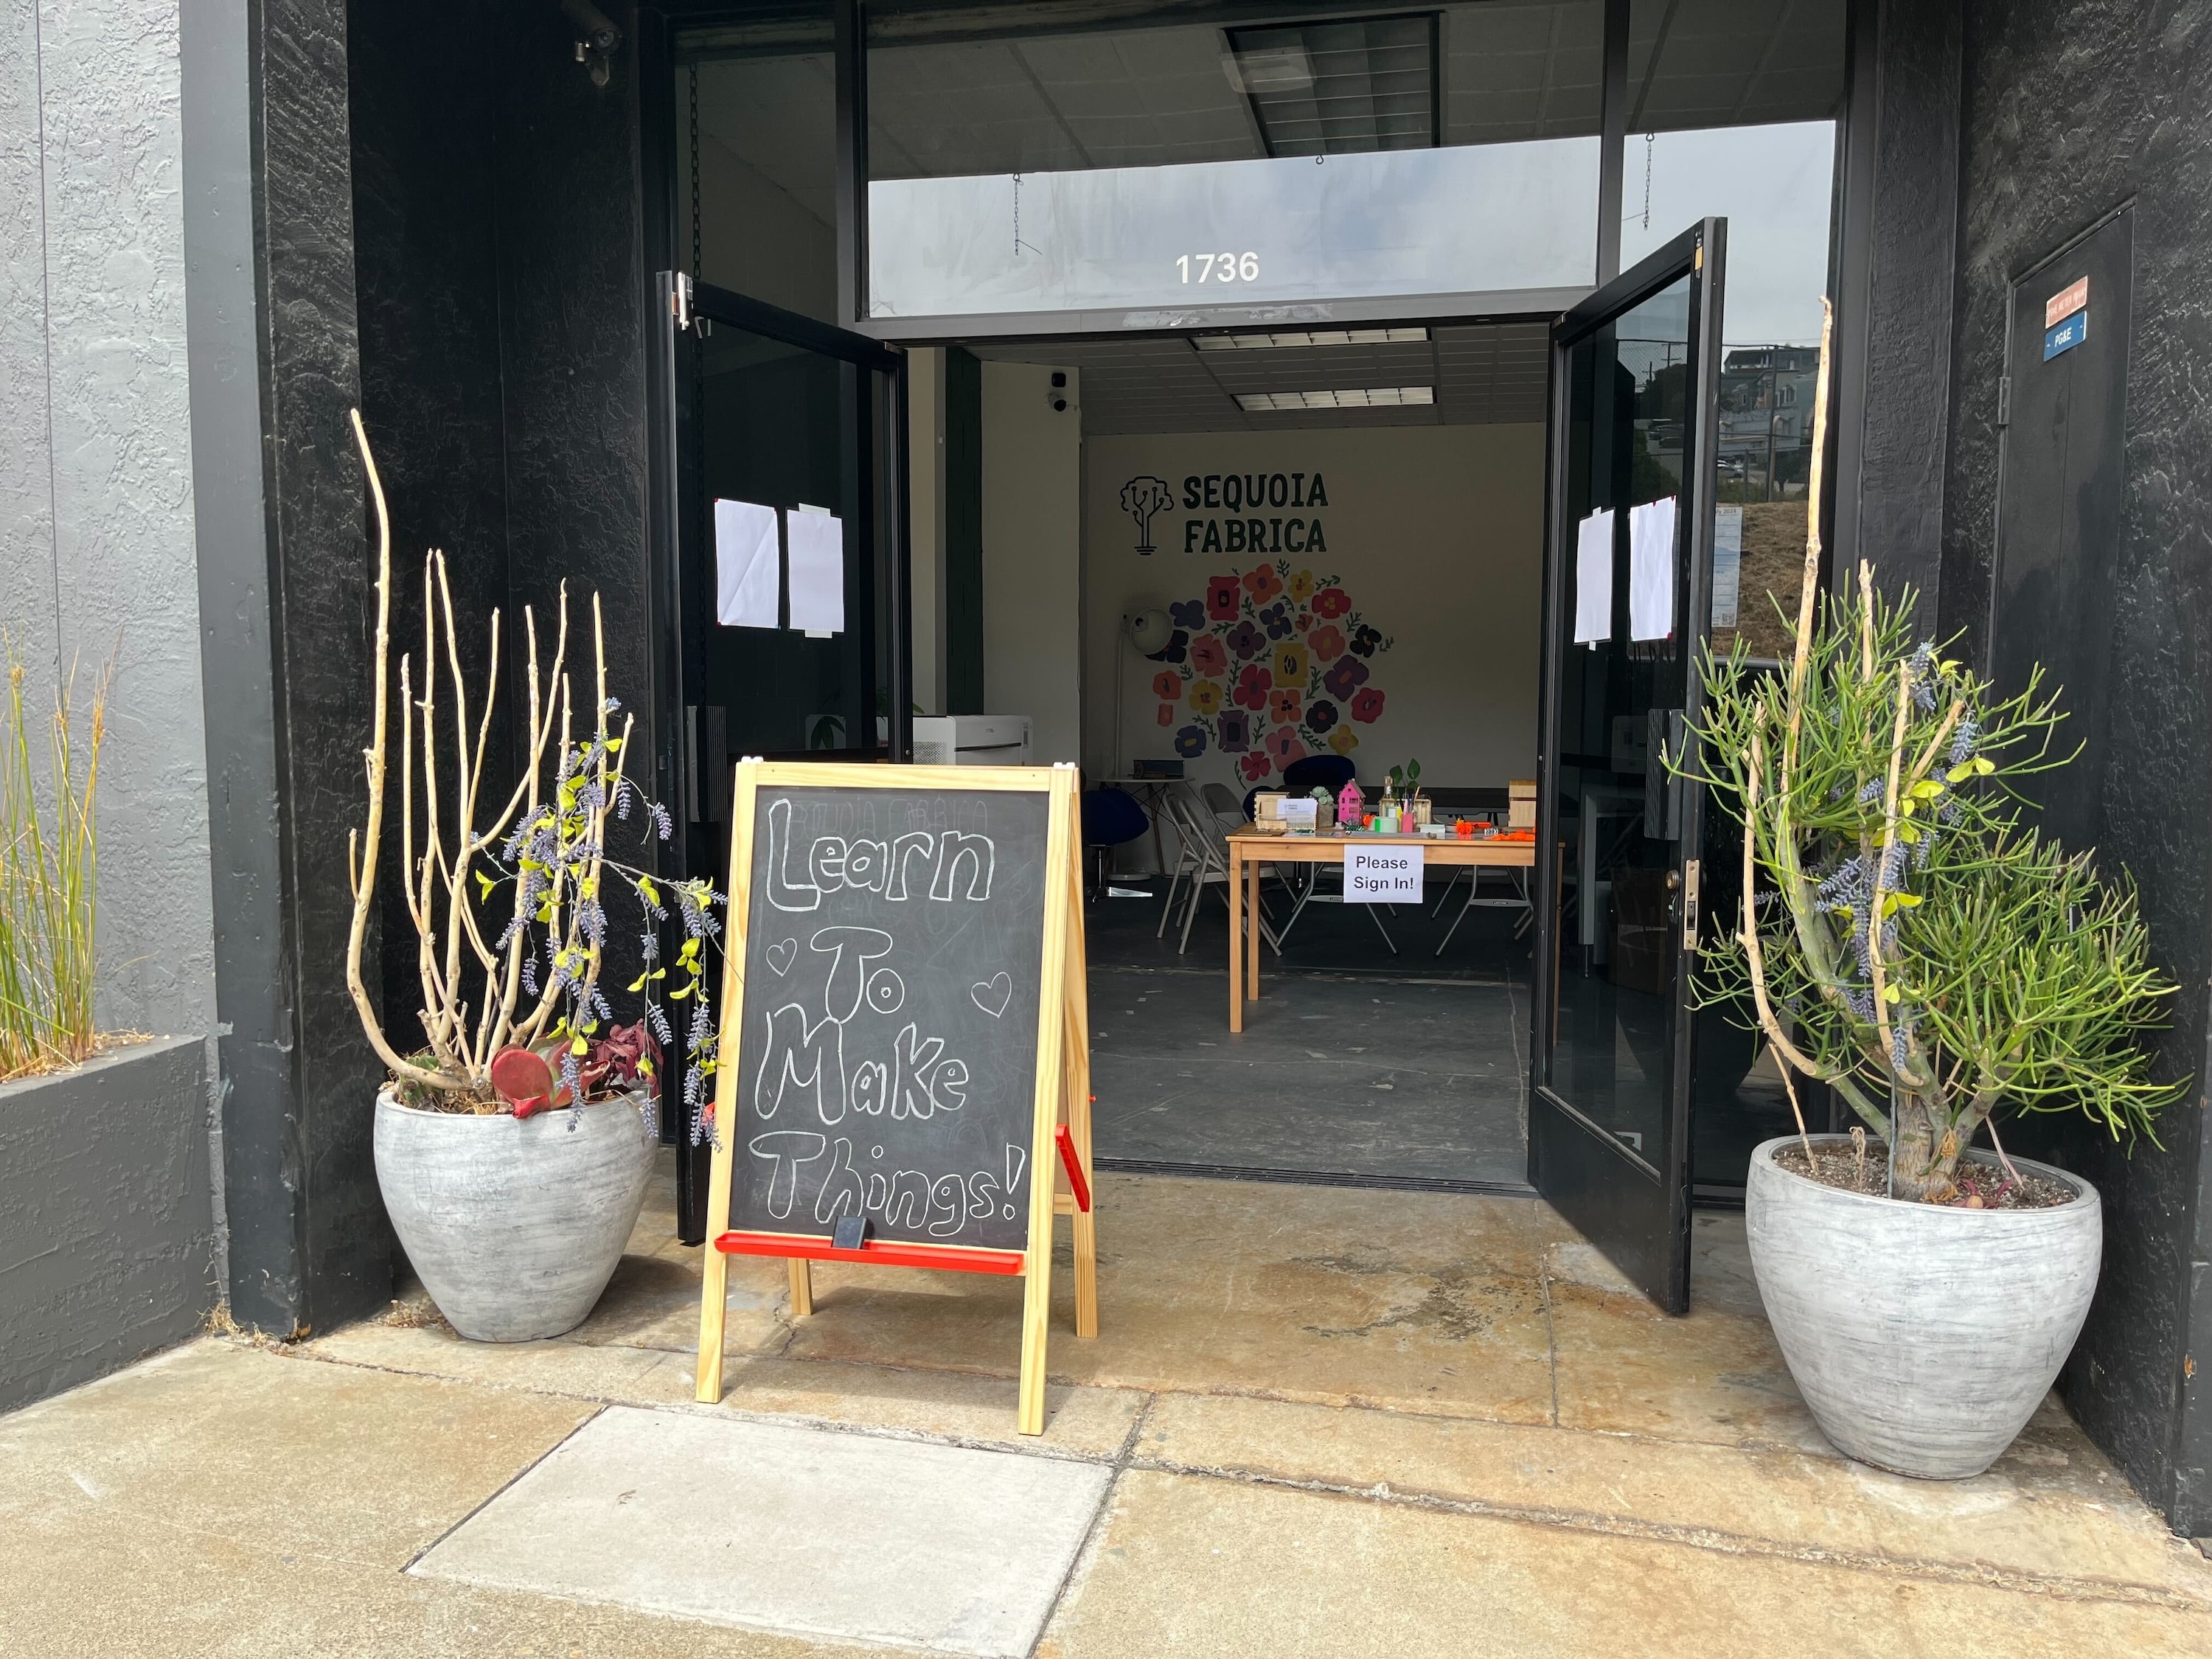 1736
PG&E
SEQUOIA
FABRICA
Please
Sign In!
Learn
To
Make
Things!